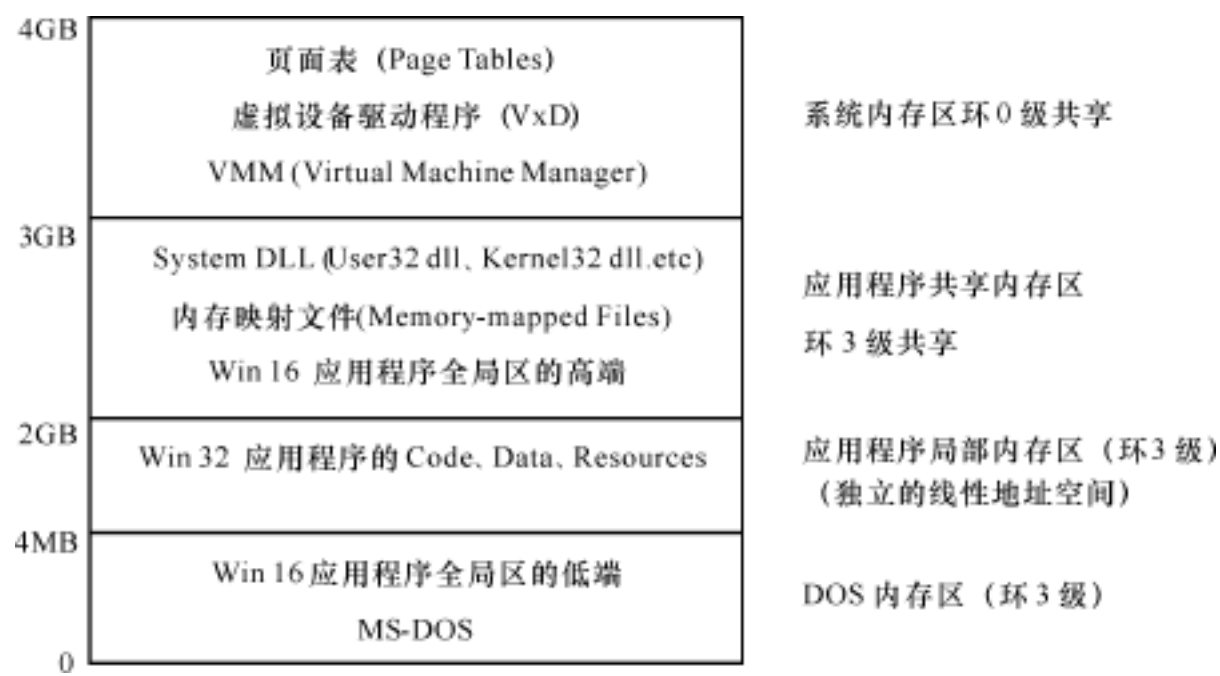 4GB
页面表 (Page Tables)
虚拟设备驱动程序 (VxD)
系统内存区环0级共享
VMM (Virtual Machine Manager)
3GB
System DLL (User32 dll、Kernel32 dll.etc)
应用程序共享内存区
内存映射文件(Memory-mapped Files)
环3级共享
Win 16 应用程序全局区的高端
2GB
Win 32 应用程序的 Code、Data、Resources
应用程序局部内存区 (环3级)
(独立的线性地址空间)
4MB
Win 16 应用程序全局区的低端
DOS 内存区 (环3级)
MS-DOS
0